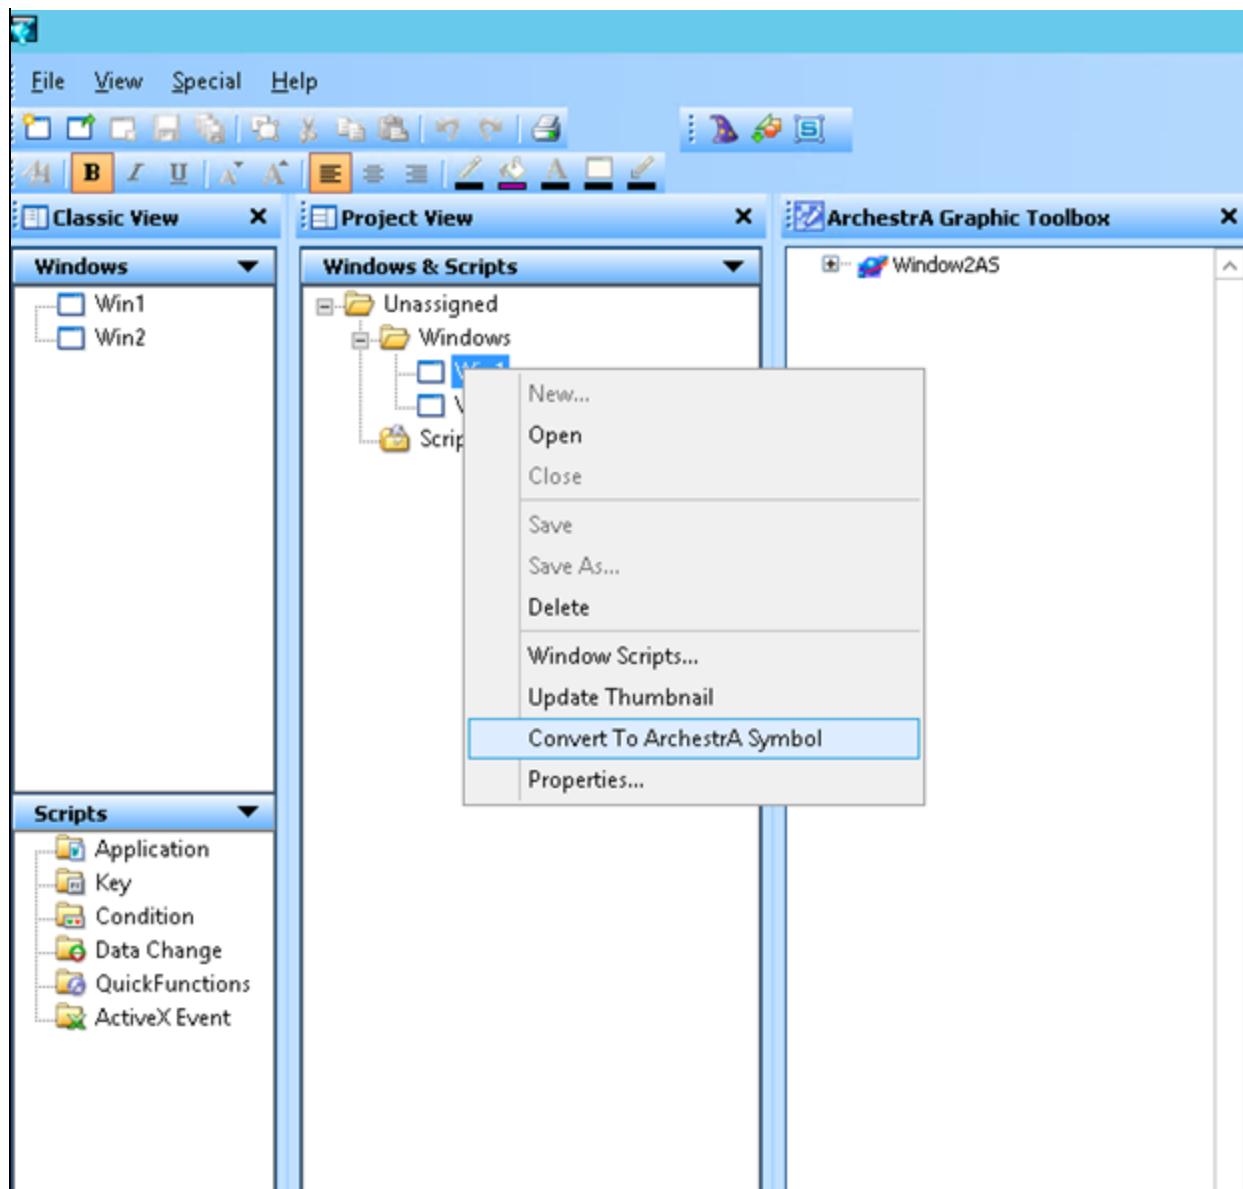 File View Special Help
B I U A A A
Classic View
Project View
ArchestrA Graphic Toolbox
Windows
Win1
Win2
Windows & Scripts
Unassigned
Windows
Window2AS
New...
Open
Close
Save
Save As...
Delete
Window Scripts...
Update Thumbnail
Convert To ArchestrA Symbol
Properties...
Scripts
Application
Key
Condition
Data Change
QuickFunctions
ActiveX Event